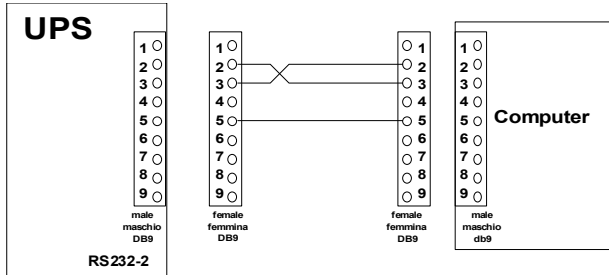 UPS
1 1 1 1
2 2 2 2
3 3 3 3
4 4 4 4
5 5 5 5
Computer
6 6 6 6
7 7 7 7
8 8 8 8
9 9 9 9
male female female male
maschio femmina femmina maschio
DB9 DB9 DB9 db9
RS232-2